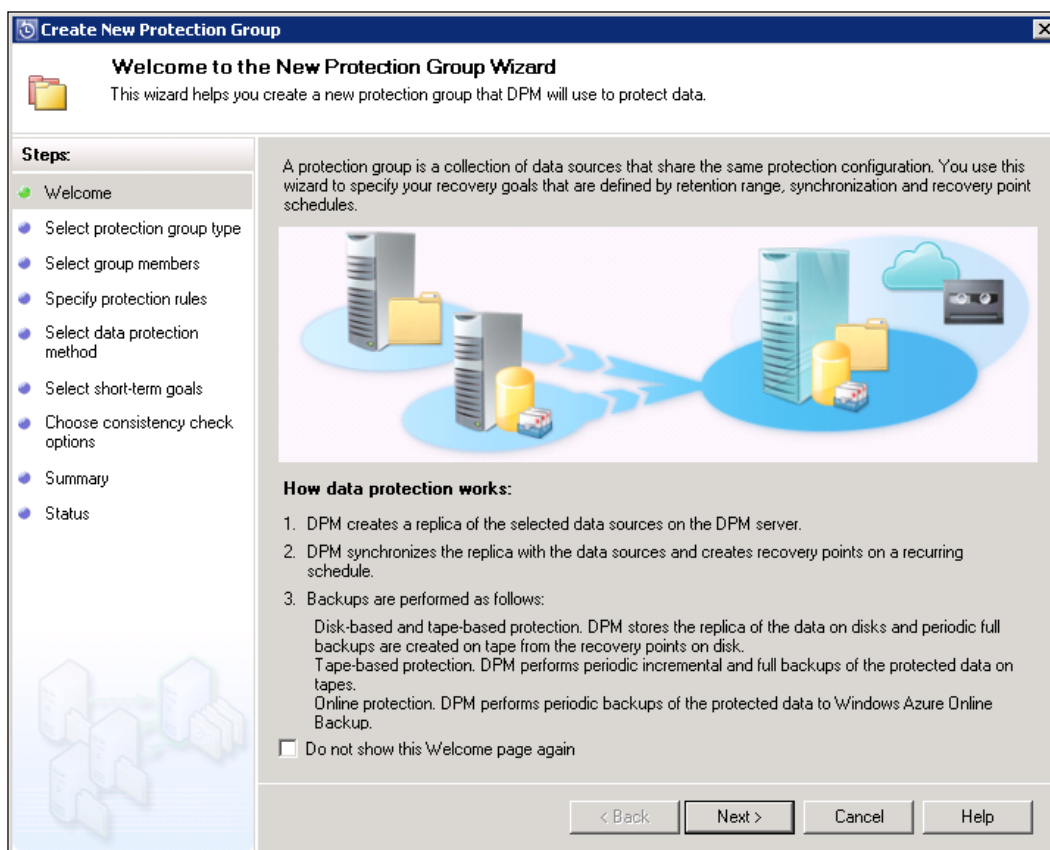 Create New Protection Group
Welcome to the New Protection Group Wizard
This wizard helps you create a new protection group that DPM will use to protect data.
Steps:
Welcome
Select protection group type
Select group members
Specify protection rules
Select data protection
method
Select short-term goals
Choose consistency check
options
Summary
Status
A protection group is a collection of data sources that share the same protection configuration. You use this
wizard to specify your recovery goals that are defined by retention range, synchronization and recovery point
schedules.
How data protection works:
1. DPM creates a replica of the selected data sources on the DPM server.
2. DPM synchronizes the replica with the data sources and creates recovery points on a recurring
schedule.
3. Backups are performed as follows:
Disk-based and tape-based protection. DPM stores the replica of the data on disks and periodic full
backups are created on tape from the recovery points on disk.
Tape-based protection. DPM performs periodic incremental and full backups of the protected data on
tapes.
Online protection. DPM performs periodic backups of the protected data to Windows Azure Online
Backup.
Do not show this Welcome page again
< Back
Next >
Cancel
Help